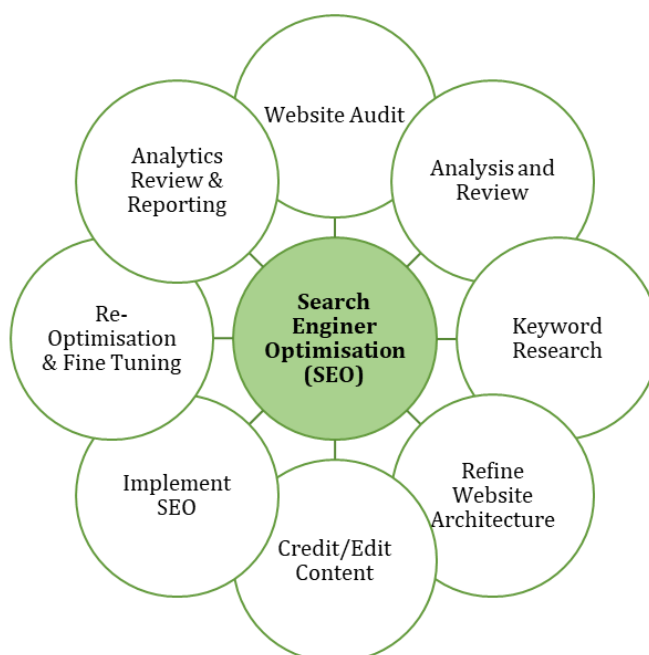 Website Audit
Analysis and
Review
Keyword
Research
Refine
Website
Architecture
Credit/Edit
Content
Implement
SEO
Re-
Optimisation
& Fine Tuning
Analytics
Review &
Reporting
Search
Enginer
Optimisation
(SEO)